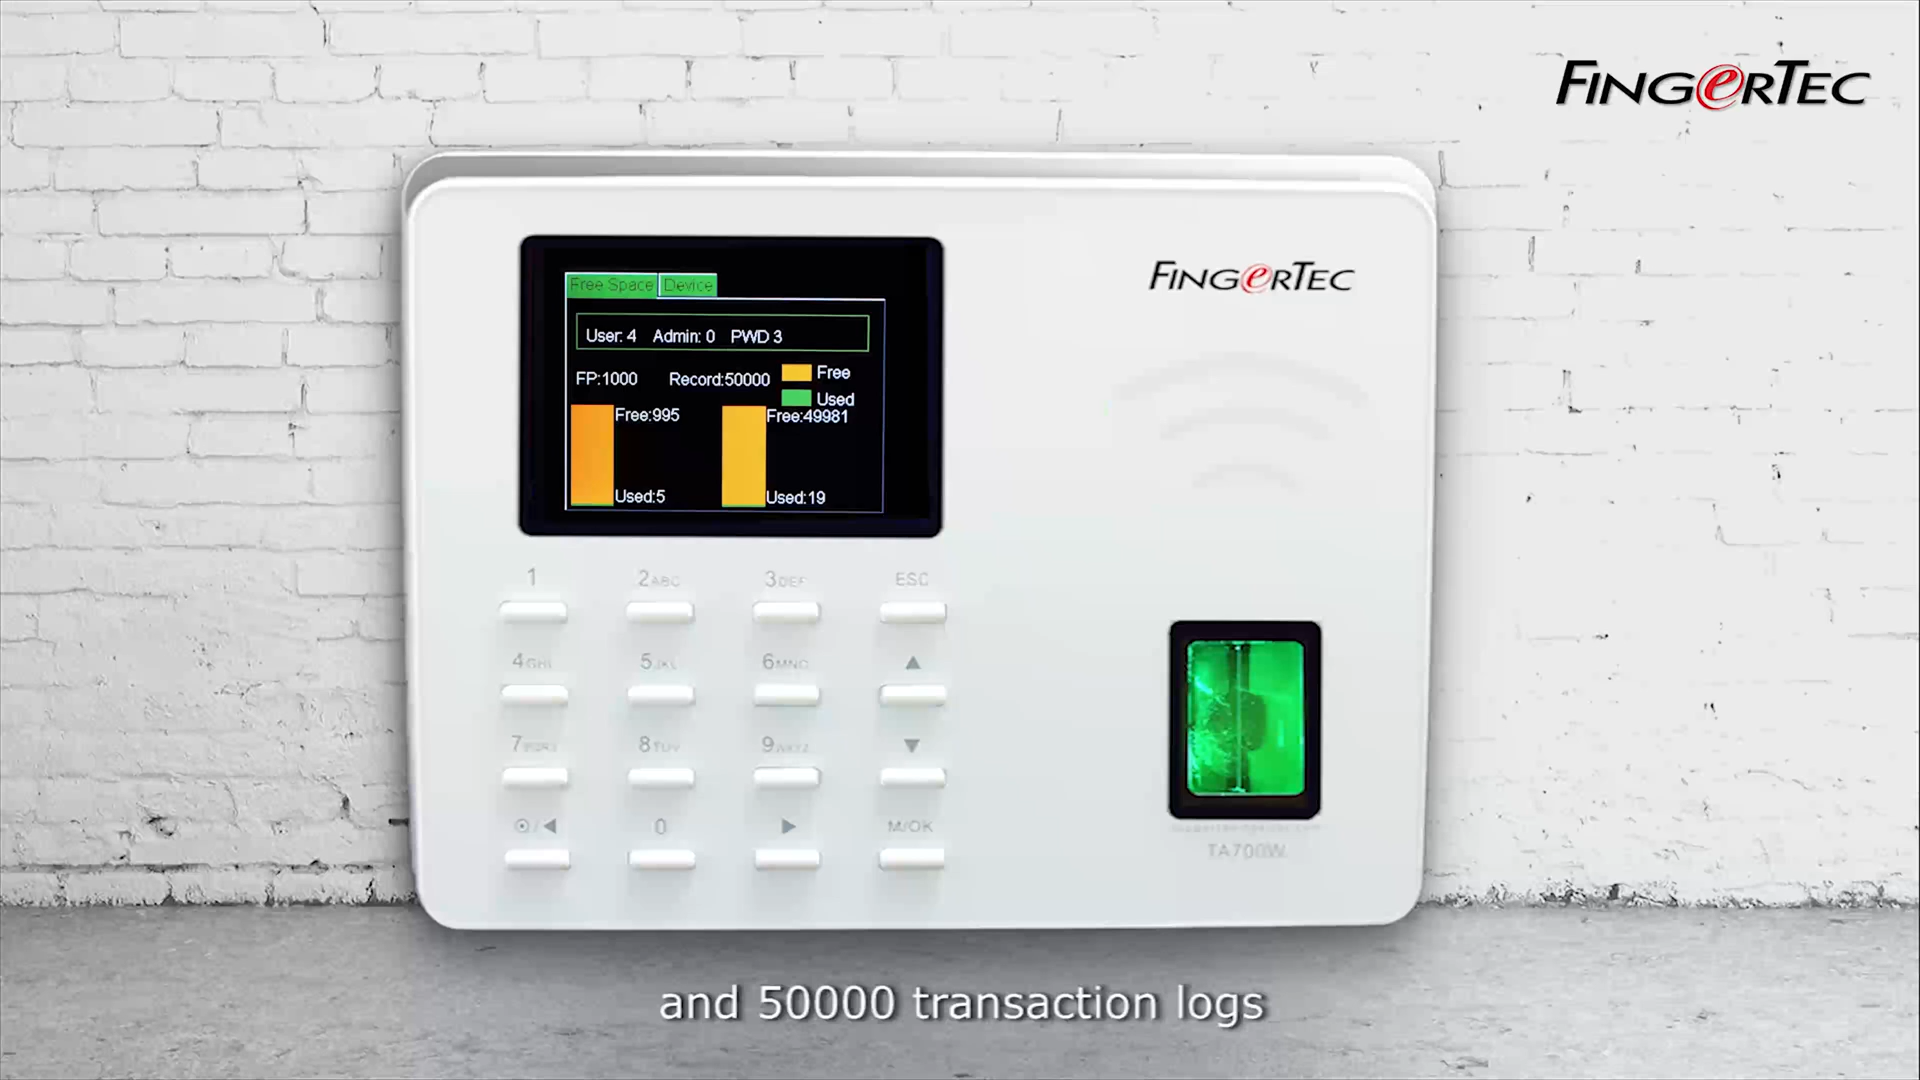 FINGERTEC
FINGERTEC
Free Space Device
User: 4 Admin: 0 PWD 3
FP:1000 Record:50000 Free
Used
Free:995 Free:49981
Used:5 Used:19
1 2ABC 3DEF ESC
4GHI 5JKL 6MNO ▲
7 8TUV 9WXYZ ▼
/◀ 0 ▶ M/OK
TA700W
and 50000 transaction logs